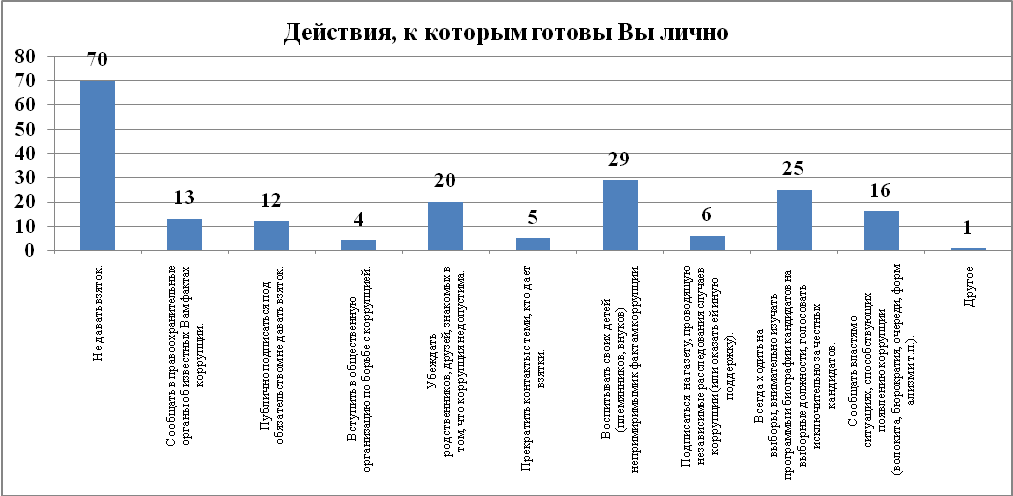 Действия, к которым готовы Вы лично
80
70
60
50
40
30
20
10
0
70
13
12
4
20
5
29
6
25
16
1
Не давать взяток.
Сообщать в правоохранительные
органы об известных Вам фактах
коррупции.
Публично подписаться под
обязательством не давать взяток.
Вступить в общественную
организацию по борьбе с коррупцией.
Убеждать
родственников, друзей, знакомых в
том, что коррупция недопустима.
Прекратить контакты с теми, кто дает
взятки.
Воспитывать своих детей
(племянников, внуков)
непримиримым к фактам коррупции
Подписаться на газету, проводящую
независимые расследования случаев
коррупции (или оказать ей иную
поддержку).
Всегда ходить на
выборы, внимательно изучать
программы и биографии кандидатов на
выборные должности, голосовать
исключительно за честных
кандидатов.
Сообщать властям о
ситуациях, способствующих
появлению коррупции
(волокита, бюрократия, очереди, форм
ализм и т.п.).
Другое